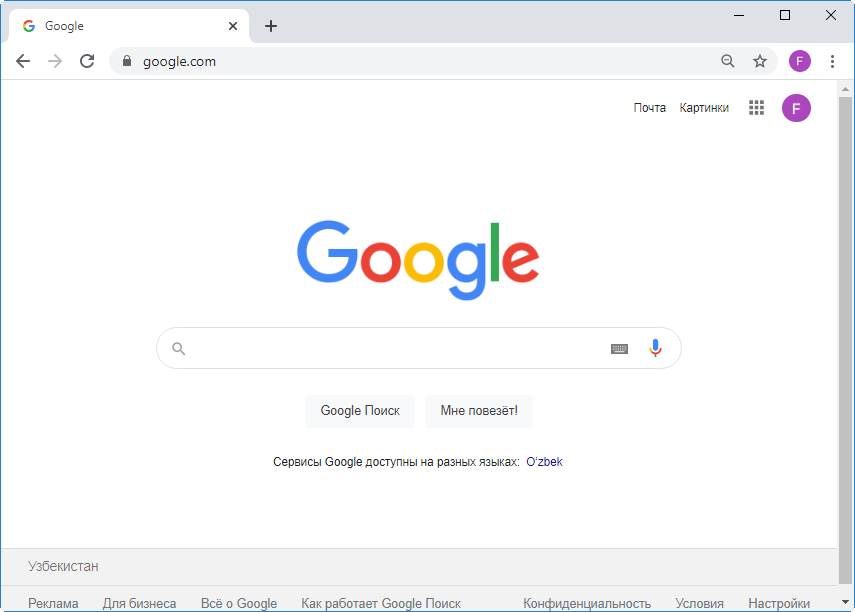 Google
google.com
F
Почта Картинки
F
Google
Google Поиск Мне повезёт!
Сервисы Google доступны на разных языках: O'zbek
Узбекистан
Реклама Для бизнеса Всё о Google Как работает Google Поиск Конфиденциальность Условия Настройки